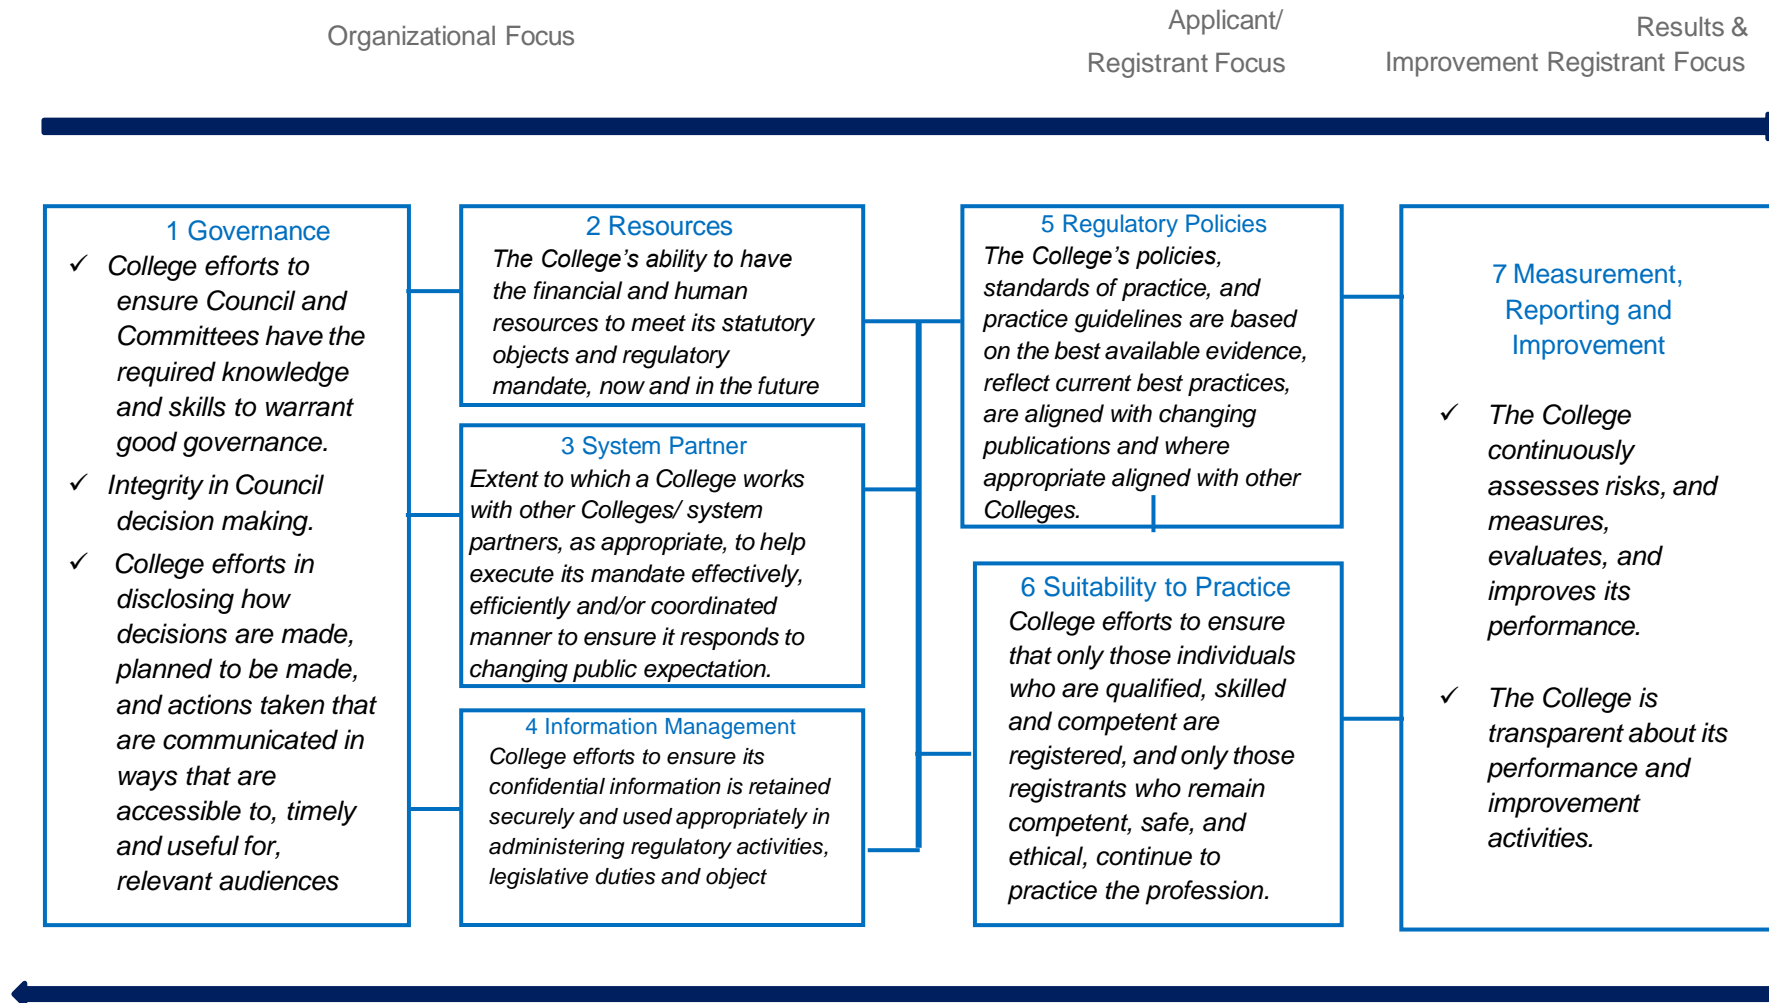 Organizational Focus
Applicant/
Registrant Focus
Results &
Improvement Registrant Focus
1 Governance
✓ College efforts to
ensure Council and
Committees have the
required knowledge
and skills to warrant
good governance.
✓ Integrity in Council
decision making.
✓ College efforts in
disclosing how
decisions are made,
planned to be made,
and actions taken that
are communicated in
ways that are
accessible to, timely
and useful for,
relevant audiences
2 Resources
The College’s ability to have
the financial and human
resources to meet its statutory
objects and regulatory
mandate, now and in the future
3 System Partner
Extent to which a College works
with other Colleges/ system
partners, as appropriate, to help
execute its mandate effectively,
efficiently and/or coordinated
manner to ensure it responds to
changing public expectation.
4 Information Management
College efforts to ensure its
confidential information is retained
securely and used appropriately in
administering regulatory activities,
legislative duties and object
5 Regulatory Policies
The College’s policies,
standards of practice, and
practice guidelines are based
on the best available evidence,
reflect current best practices,
are aligned with changing
publications and where
appropriate aligned with other
Colleges.
6 Suitability to Practice
College efforts to ensure
that only those individuals
who are qualified, skilled
and competent are
registered, and only those
registrants who remain
competent, safe, and
ethical, continue to
practice the profession.
7 Measurement,
Reporting and
Improvement
✓ The College
continuously
assesses risks, and
measures,
evaluates, and
improves its
performance.
✓ The College is
transparent about its
performance and
improvement
activities.